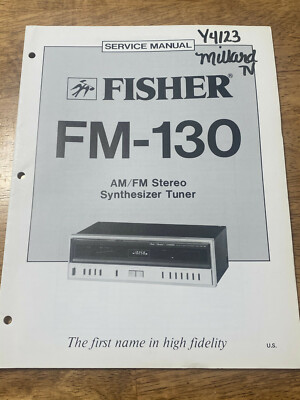 SERVICE MANUAL
Y4123
Millard
TV
FISHER®
FM-130
AM/FM Stereo
Synthesizer Tuner
The first name in high fidelity
U.S.